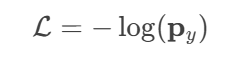 ℒ = − log(𝐩_y)